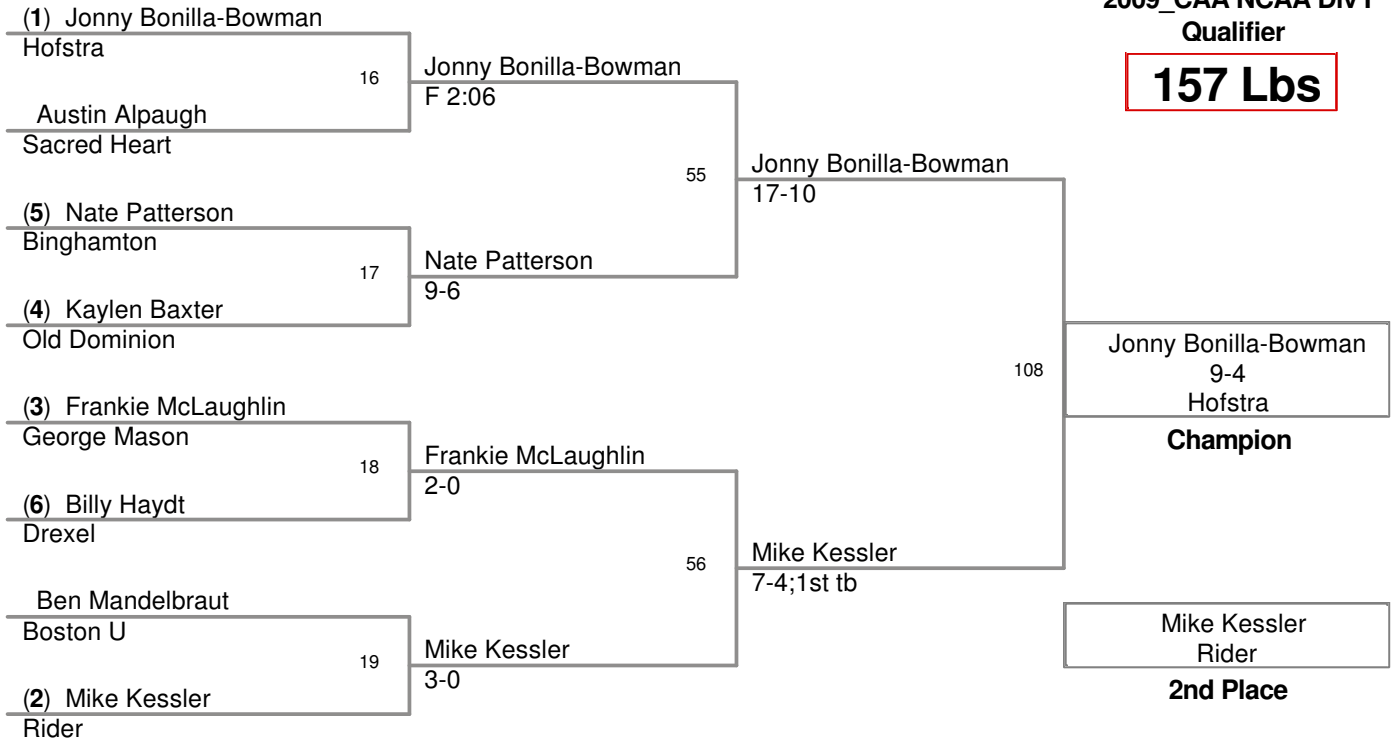 2009_CAA NCAA Div I
Qualifier
157 Lbs
(1) Jonny Bonilla-Bowman
Hofstra
16
Austin Alpaugh
Sacred Heart
Jonny Bonilla-Bowman
F 2:06
55
(5) Nate Patterson
Binghamton
17
(4) Kaylen Baxter
Old Dominion
Nate Patterson
9-6
Jonny Bonilla-Bowman
17-10
108
(3) Frankie McLaughlin
George Mason
18
(6) Billy Haydt
Drexel
Frankie McLaughlin
2-0
56
Ben Mandelbraut
Boston U
19
(2) Mike Kessler
Rider
Mike Kessler
3-0
Mike Kessler
7-4;1st tb
Jonny Bonilla-Bowman
9-4
Hofstra
Champion
Mike Kessler
Rider
2nd Place